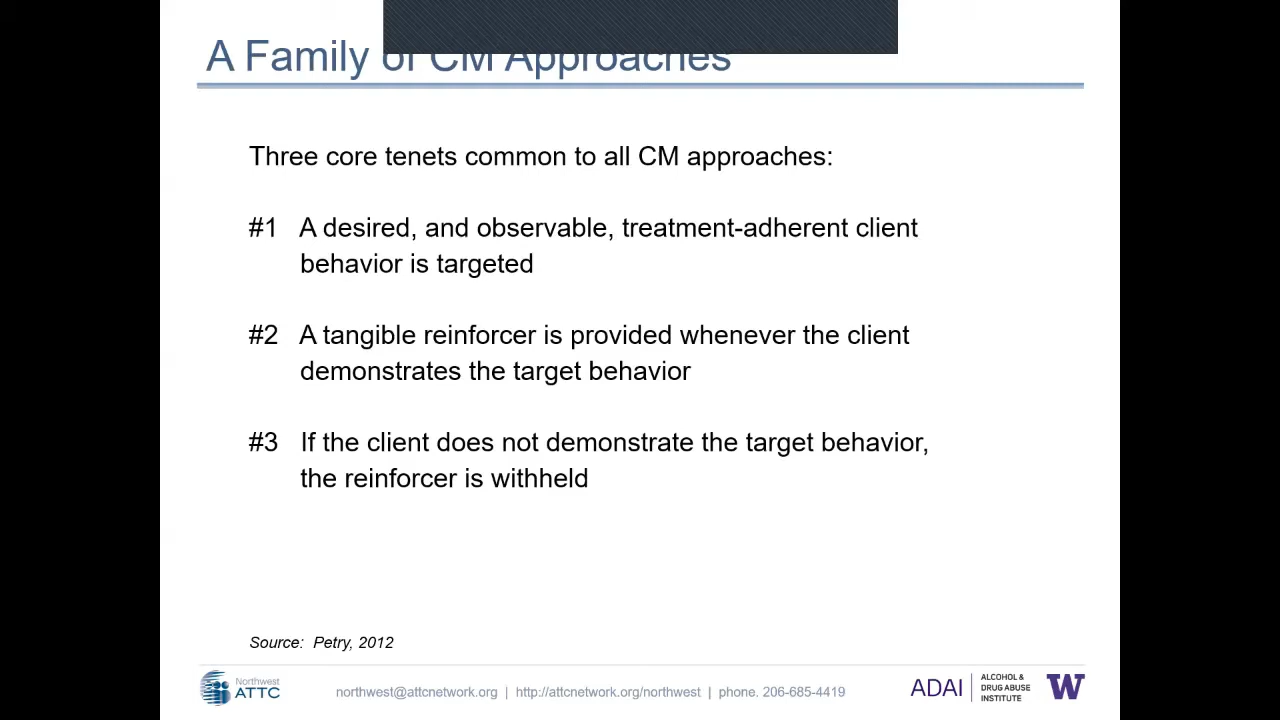 A Family of CM Approaches
Three core tenets common to all CM approaches:
#1 A desired, and observable, treatment-adherent client
behavior is targeted
#2 A tangible reinforcer is provided whenever the client
demonstrates the target behavior
#3 If the client does not demonstrate the target behavior,
the reinforcer is withheld
Source: Petry, 2012
Northwest
ATTC
northwest@attcnetwork.org | http://attcnetwork.org/northwest | phone. 206-685-4419
ADAI
ALCOHOL &
DRUG ABUSE
INSTITUTE
W